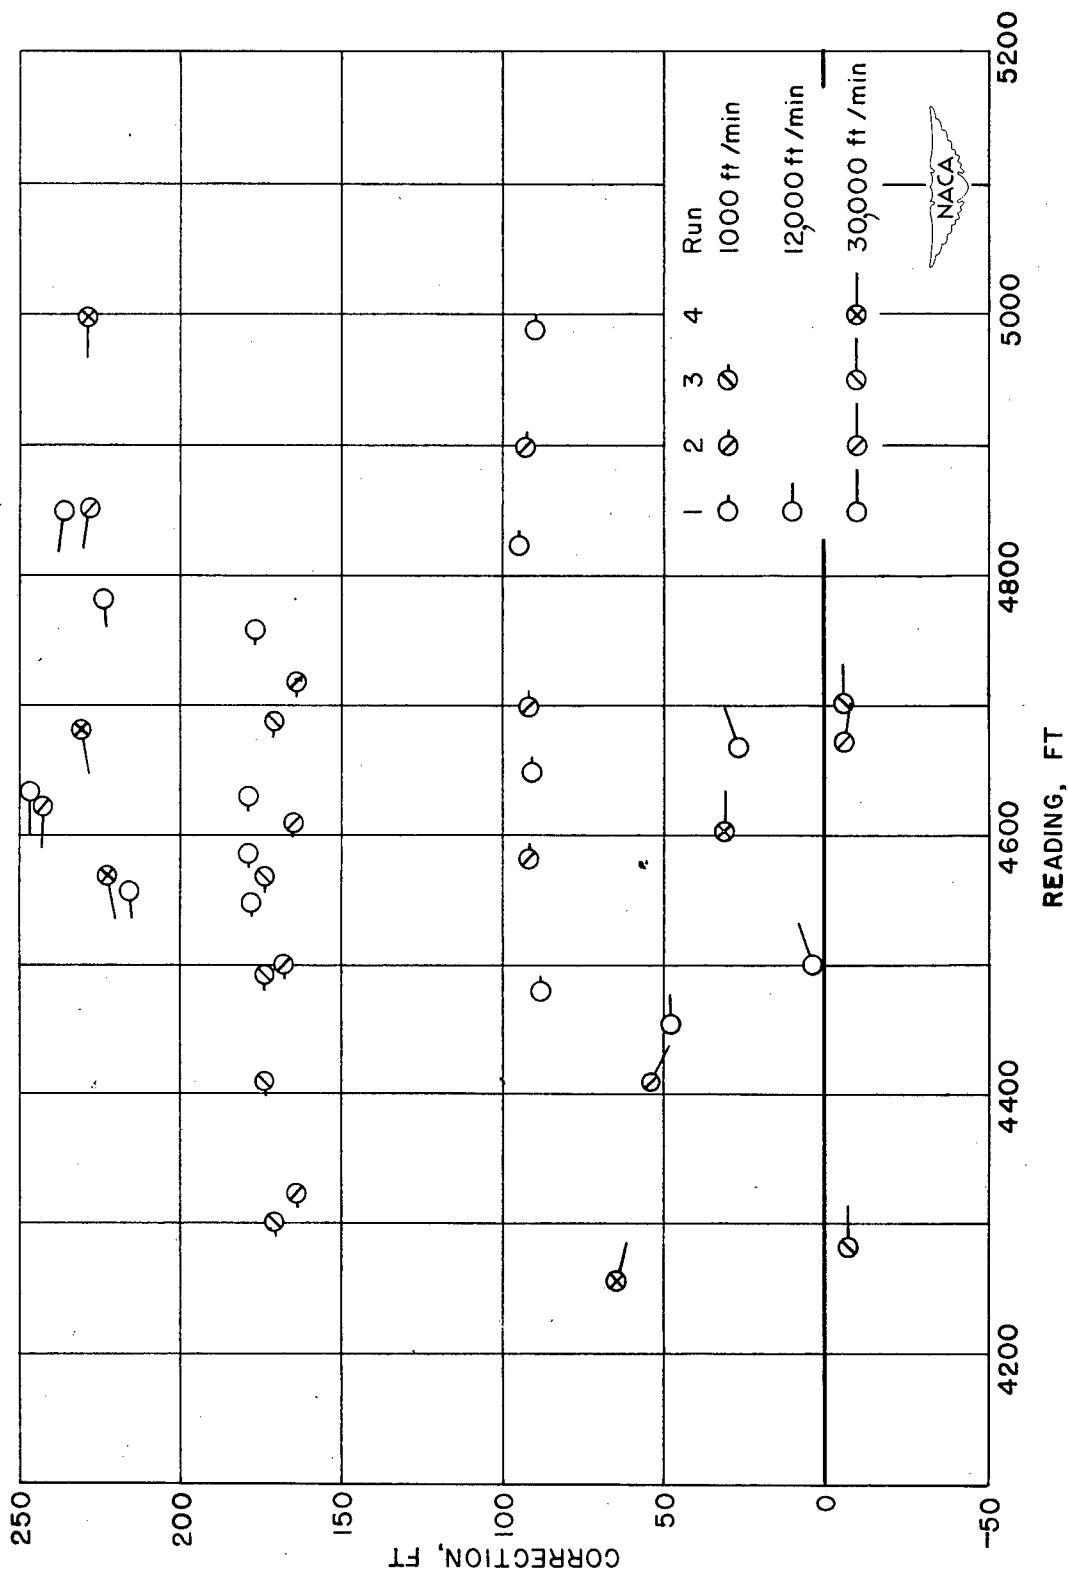 250
200
150
100
50
0
-50
CORRECTION, FT
4200
4400
4600
4800
5000
5200
READING, FT
1 2 3 4 Run
1000 ft/min
12,000 ft/min
30,000 ft/min
NACA